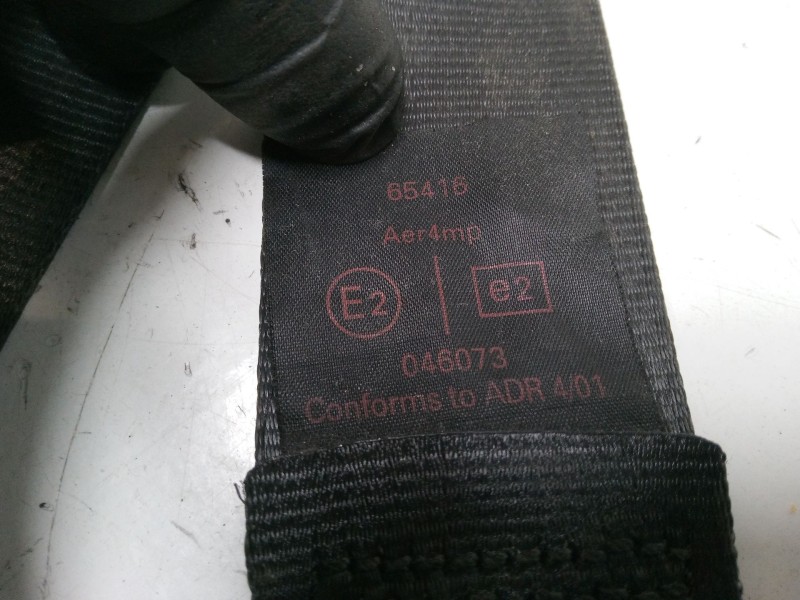 65416
Aer4mp
E2 e2
046073
Conforms to ADR 4/01